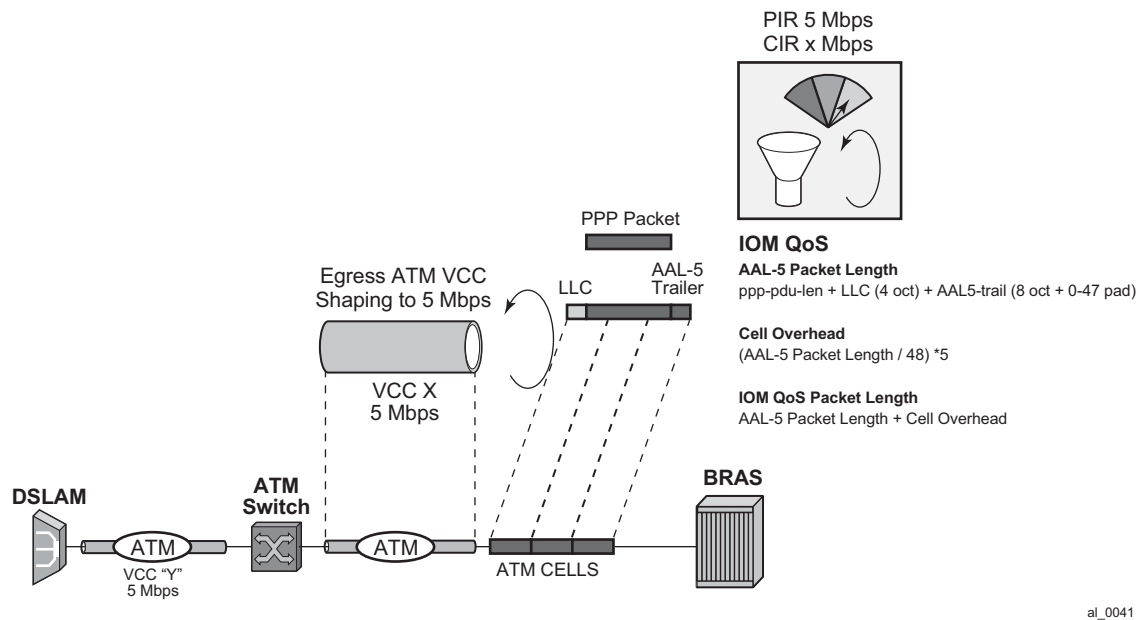 PIR 5 Mbps
CIR x Mbps
PPP Packet
IOM QoS
AAL-5 Packet Length
ppp-pdu-len + LLC (4 oct) + AAL5-trail (8 oct + 0-47 pad)
Cell Overhead
(AAL-5 Packet Length / 48) *5
IOM QoS Packet Length
AAL-5 Packet Length + Cell Overhead
Egress ATM VCC
Shaping to 5 Mbps
LLC
AAL-5
Trailer
VCC X
5 Mbps
DSLAM
ATM
Switch
BRAS
ATM
ATM
VCC “Y”
5 Mbps
ATM CELLS
al_0041